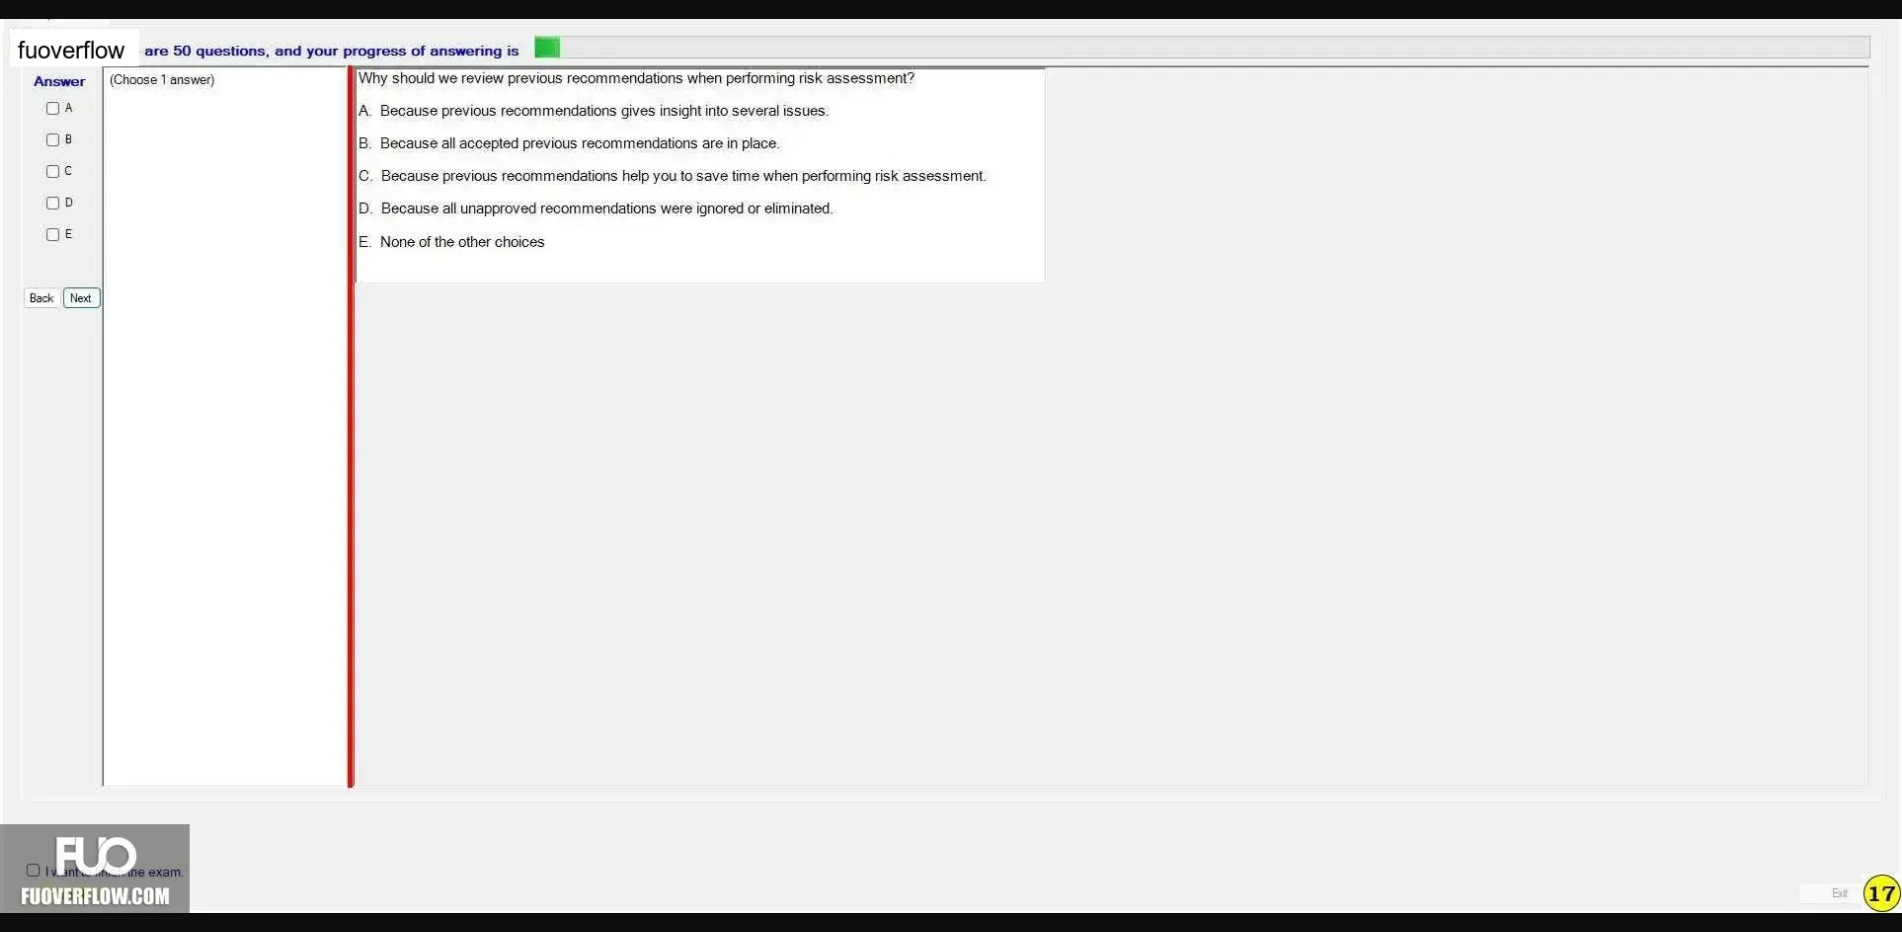 fuoverflow are 50 questions, and your progress of answering is
Answer
(Choose 1 answer)
A
B
C
D
E
Back Next
Why should we review previous recommendations when performing risk assessment?
A. Because previous recommendations gives insight into several issues.
B. Because all accepted previous recommendations are in place.
C. Because previous recommendations help you to save time when performing risk assessment.
D. Because all unapproved recommendations were ignored or eliminated.
E. None of the other choices
FUO
I want to finish the exam.
FUOVERFLOW.COM
Exit
17